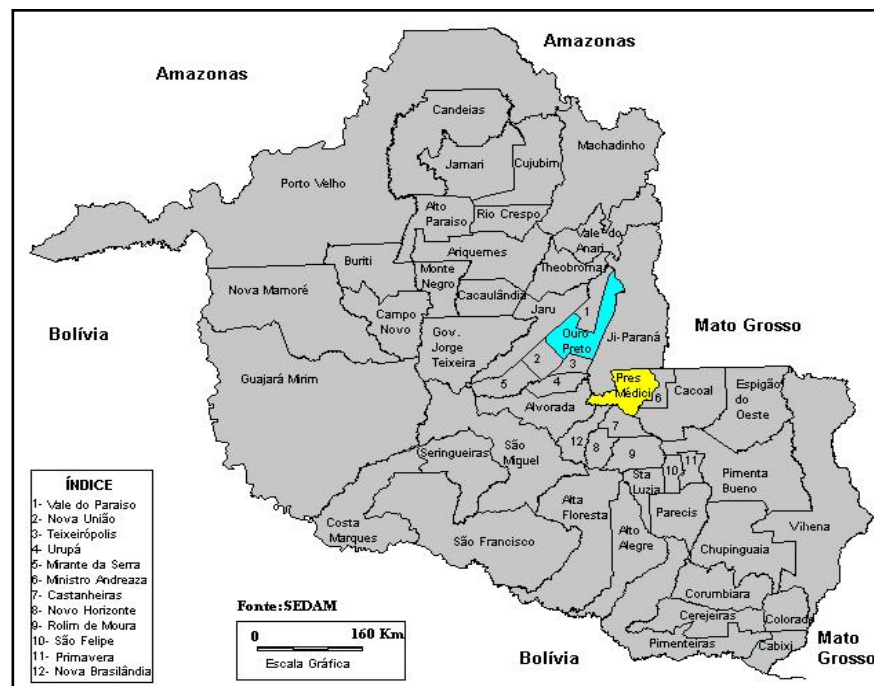 Amazonas
Amazonas
Candeias
Machadinho
Jamari
Cujubim
Porto Velho
Alto
Paraiso
Rio Crespo
Vale do
Anari
Buriti
Ariquemes
Monte
Negro
Theobroma
Nova Mamoré
Cacaulândia
Campo
Novo
Jaru
1
Bolívia
Gov.
Jorge
Teixeira
Ouro
Preto
Ji-Paraná
Mato Grosso
2
3
Guajará Mirim
5
4
Pres
Médici
6
Cacoal
Espigão
do
Oeste
Alvorada
7
Seringueiras
São
Miguel
12
8
9
Sta
Luzia
10
11
Pimenta
Bueno
Alta
Floresta
Parecis
Vihena
Costa
Marques
São Francisco
Alto
Alegre
Chupinguaia
Corumbiara
Cerejeiras
Colorado
Pimenteiras
Cabixi
Mato
Grosso
Bolívia
ÍNDICE
1- Vale do Paraiso
2- Nova União
3- Teixeirópolis
4- Urupá
5- Mirante da Serra
6- Ministro Andreaza
7- Castanheiras
8- Novo Horizonte
9- Rolim de Moura
10- São Felipe
11- Primavera
12- Nova Brasilândia
Fonte:SEDAM
0 160 Km
Escala Gráfica